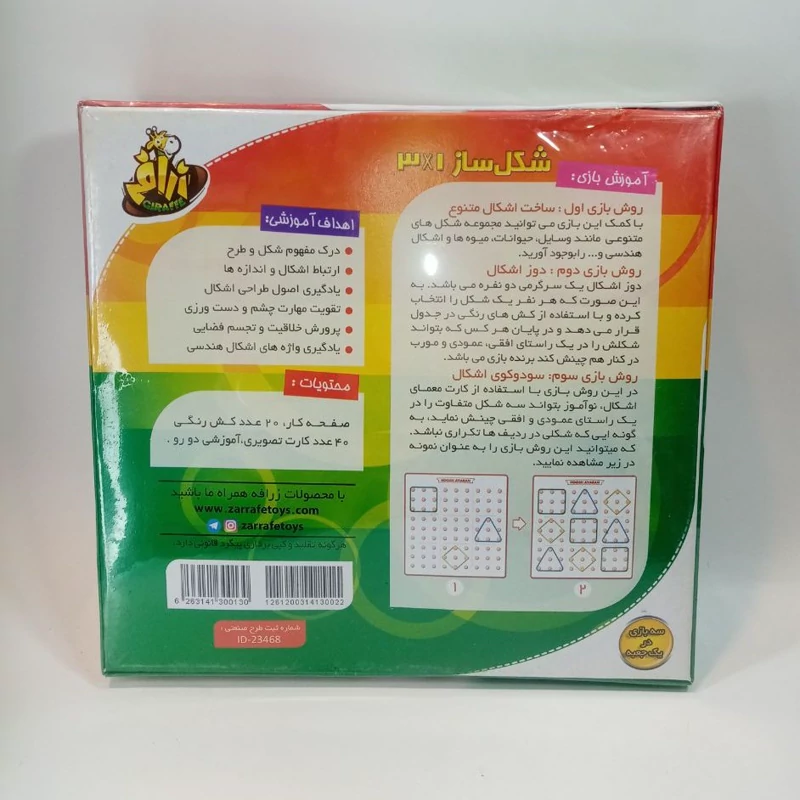 زرافه
GIRAFFE
شکل‌ساز ۳×۱
آموزش بازی:
روش بازی اول : ساخت اشکال متنوع
با کمک این بازی می توانید مجموعه شکل های
متنوعی مانند وسایل، حیوانات، میوه ها و اشکال
هندسی و... رابوجود آورید.
روش بازی دوم : دوز اشکال
دوز اشکال یک سرگرمی دو نفره می باشد. به
این صورت که هر نفر یک شکل را انتخاب
کرده و با استفاده از کش های رنگی در جدول
قرار می دهد و در پایان هر کس که بتواند
شکلش را در یک راستای افقی، عمودی و مورب
در کنار هم چینش کند برنده بازی می باشد.
روش بازی سوم: سودوکوی اشکال
در این روش بازی با استفاده از کارت معمای
اشکال، نوآموز بتواند سه شکل متفاوت را در
یک راستای عمودی و افقی چینش نماید، به
گونه ایی که شکلی در ردیف ها تکراری نباشد.
که میتوانید این روش بازی را به عنوان نمونه
در زیر مشاهده نمایید.
۱
۲
اهداف آموزشی:
درک مفهوم شکل و طرح
ارتباط اشکال و اندازه ها
یادگیری اصول طراحی اشکال
تقویت مهارت چشم و دست ورزی
پرورش خلاقیت و تجسم فضایی
یادگیری واژه های اشکال هندسی
محتویات :
صفحه کار، ۲۰ عدد کش رنگی
۴۰ عدد کارت تصویری،آموزشی دو رو .
با محصولات زرافه همراه ما باشید
www.zarrafetoys.com
zarrafetoys
هرگونه تقلید و کپی برداری پیگرد قانونی دارد.
6 263141 300130
1261200314130022
شماره ثبت طرح صنعتی :
ID-23468
سه بازی
در
یک جعبه